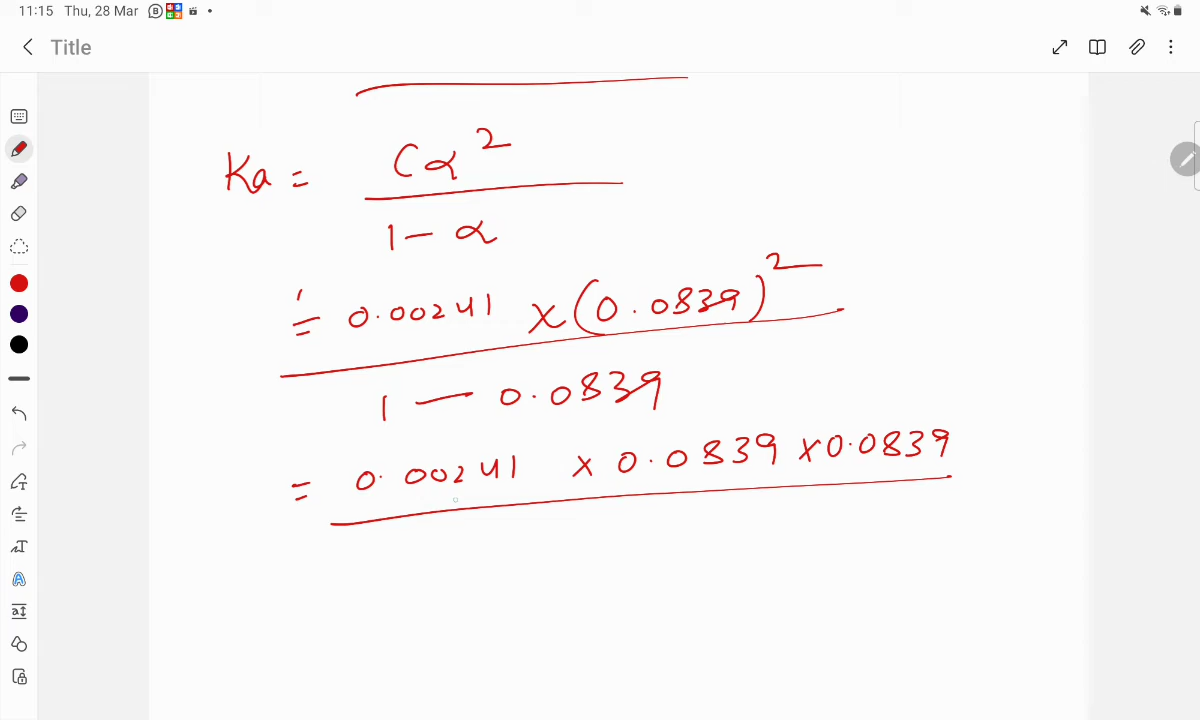 11:15 Thu, 28 Mar
Title
Ka = Cα²
1 - α
= 0.00241 x (0.0839)²
1 - 0.0839
= 0.00241 x 0.0839 x 0.0839